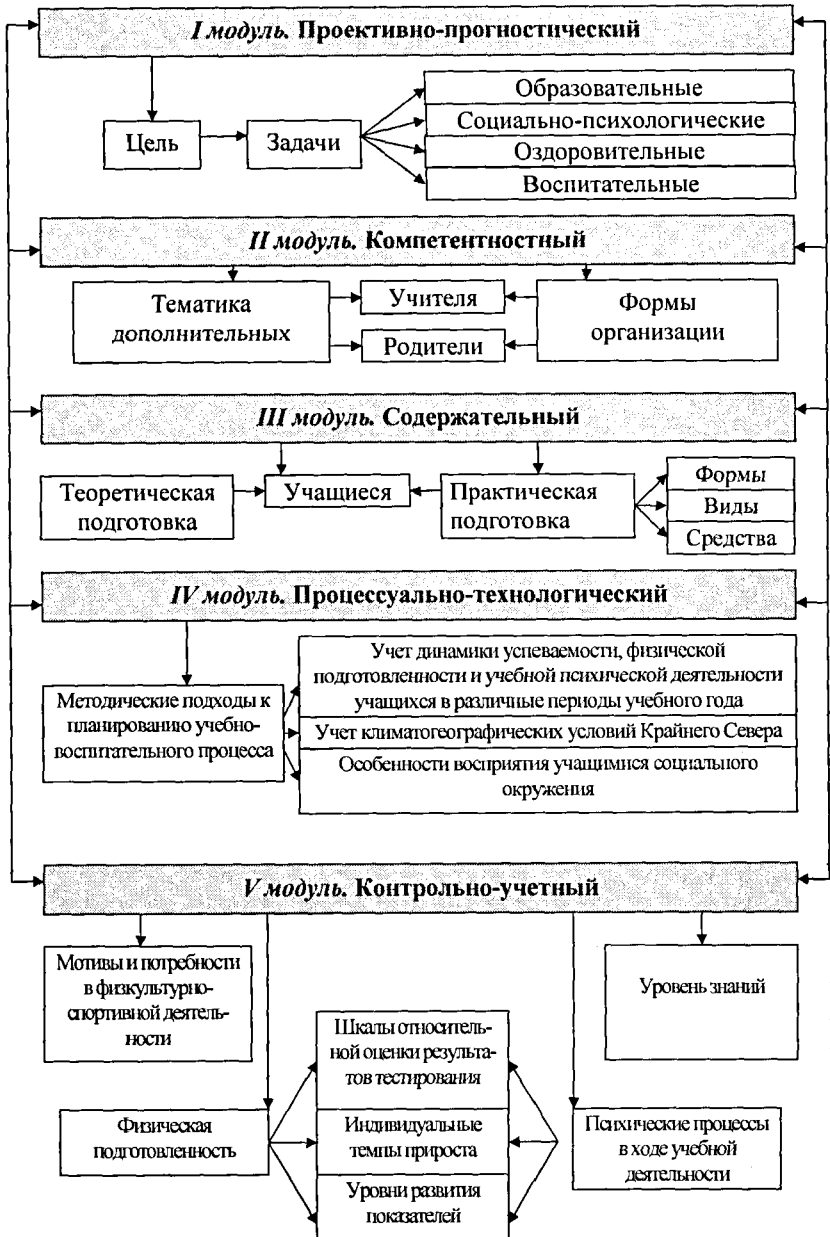 I модуль. Проективно-прогностический
Образовательные
Социально-психологические
Оздоровительные
Воспитательные
Цель
Задачи
II модуль. Компетентностный
Тематика
дополнительных
Учителя
Родители
Формы
организации
III модуль. Содержательный
Теоретическая
подготовка
Учащиеся
Практическая
подготовка
Формы
Виды
Средства
IV модуль. Процессуально-технологический
Методические подходы к
планированию учебно-
воспитательного процесса
Учет динамики успеваемости, физической
подготовленности и учебной психической деятельности
учащихся в различные периоды учебного года
Учет климатогеографических условий Крайнего Севера
Особенности восприятия учащимися социального
окружения
V модуль. Контрольно-учетный
Мотивы и потребности
в физкультурно-
спортивной деятель-
ности
Уровень знаний
Физическая
подготовленность
Шкалы относитель-
ной оценки результа-
тов тестирования
Индивидуальные
темпы прироста
Уровни развития
показателей
Психические процессы
в ходе учебной
деятельности